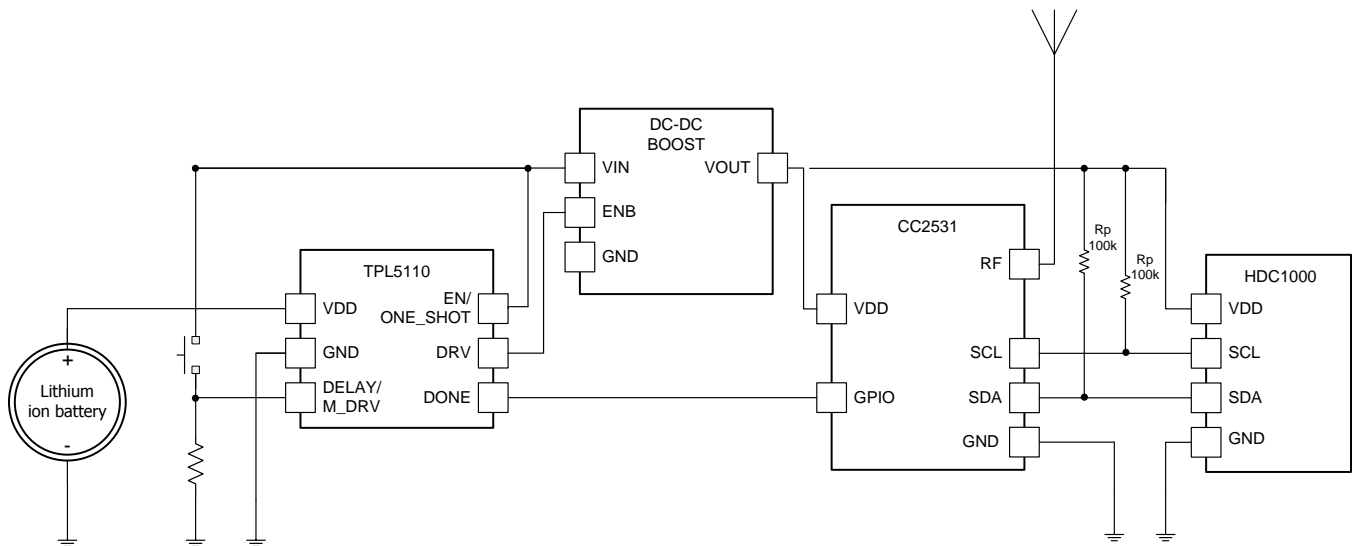 DC-DC
BOOST
VIN
VOUT
ENB
GND
CC2531
RF
VDD
SCL
GPIO
SDA
GND
Rp
100k
Rp
100k
HDC1000
VDD
SCL
SDA
GND
TPL5110
VDD
EN/
ONE_SHOT
GND
DRV
DELAY/
M_DRV
DONE
+
Lithium
ion battery
-